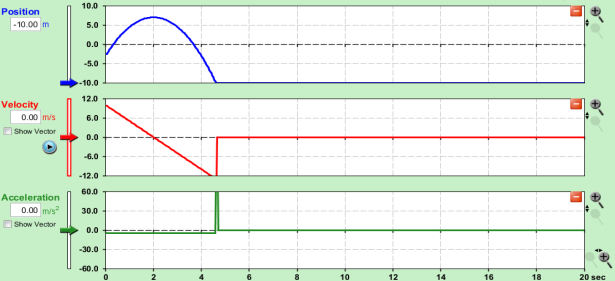 Position
-10.00 m
10.0
5.0
0.0
-5.0
-10.0
Velocity
0.00 m/s
Show Vector
12.0
6.0
0.0
-6.0
-12.0
Acceleration
0.00 m/s²
Show Vector
60.0
30.0
0.0
-30.0
-60.0
0 2 4 6 8 10 12 14 16 18 20 sec